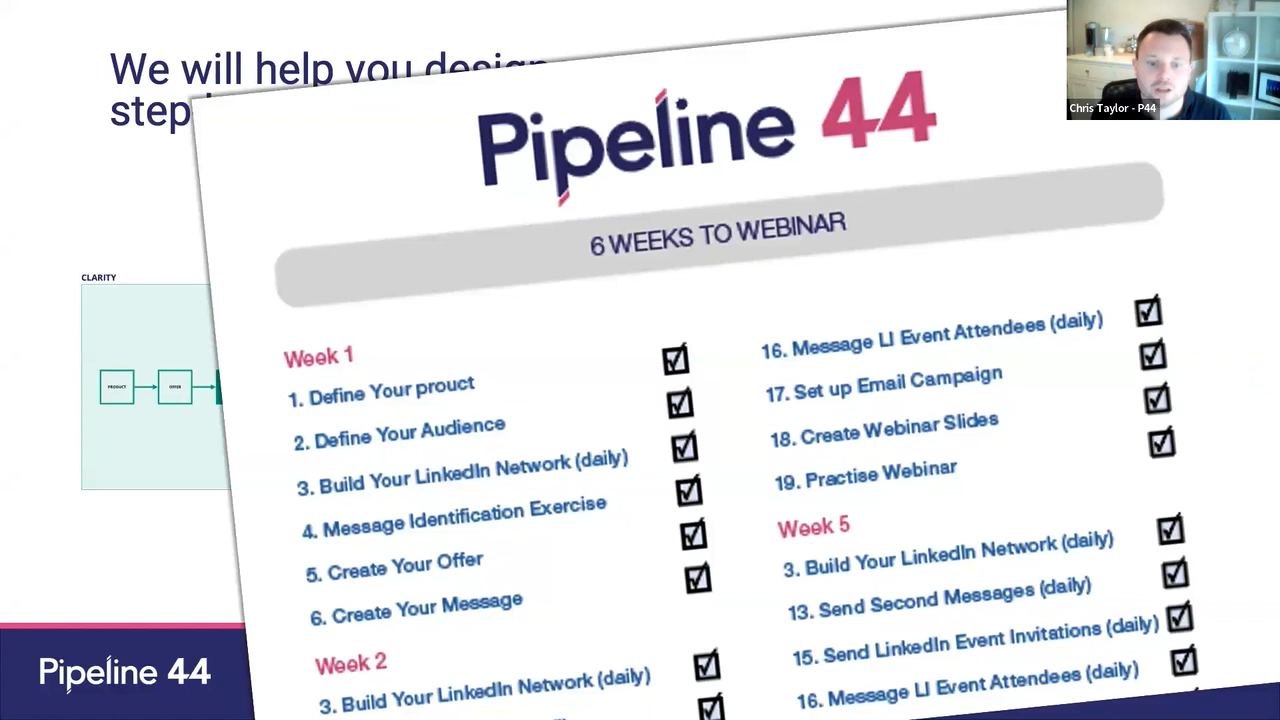 We will help you design
step
Chris Taylor - P44
Pipeline 44
6 WEEKS TO WEBINAR
CLARITY
PRODUCT
OFFER
Week 1
1. Define Your prouct
2. Define Your Audience
3. Build Your LinkedIn Network (daily)
4. Message Identification Exercise
5. Create Your Offer
6. Create Your Message
Week 2
3. Build Your LinkedIn Network (daily)
16. Message LI Event Attendees (daily)
17. Set up Email Campaign
18. Create Webinar Slides
19. Practise Webinar
Week 5
3. Build Your LinkedIn Network (daily)
13. Send Second Messages (daily)
15. Send LinkedIn Event Invitations (daily)
16. Message LI Event Attendees (daily)
Pipeline 44